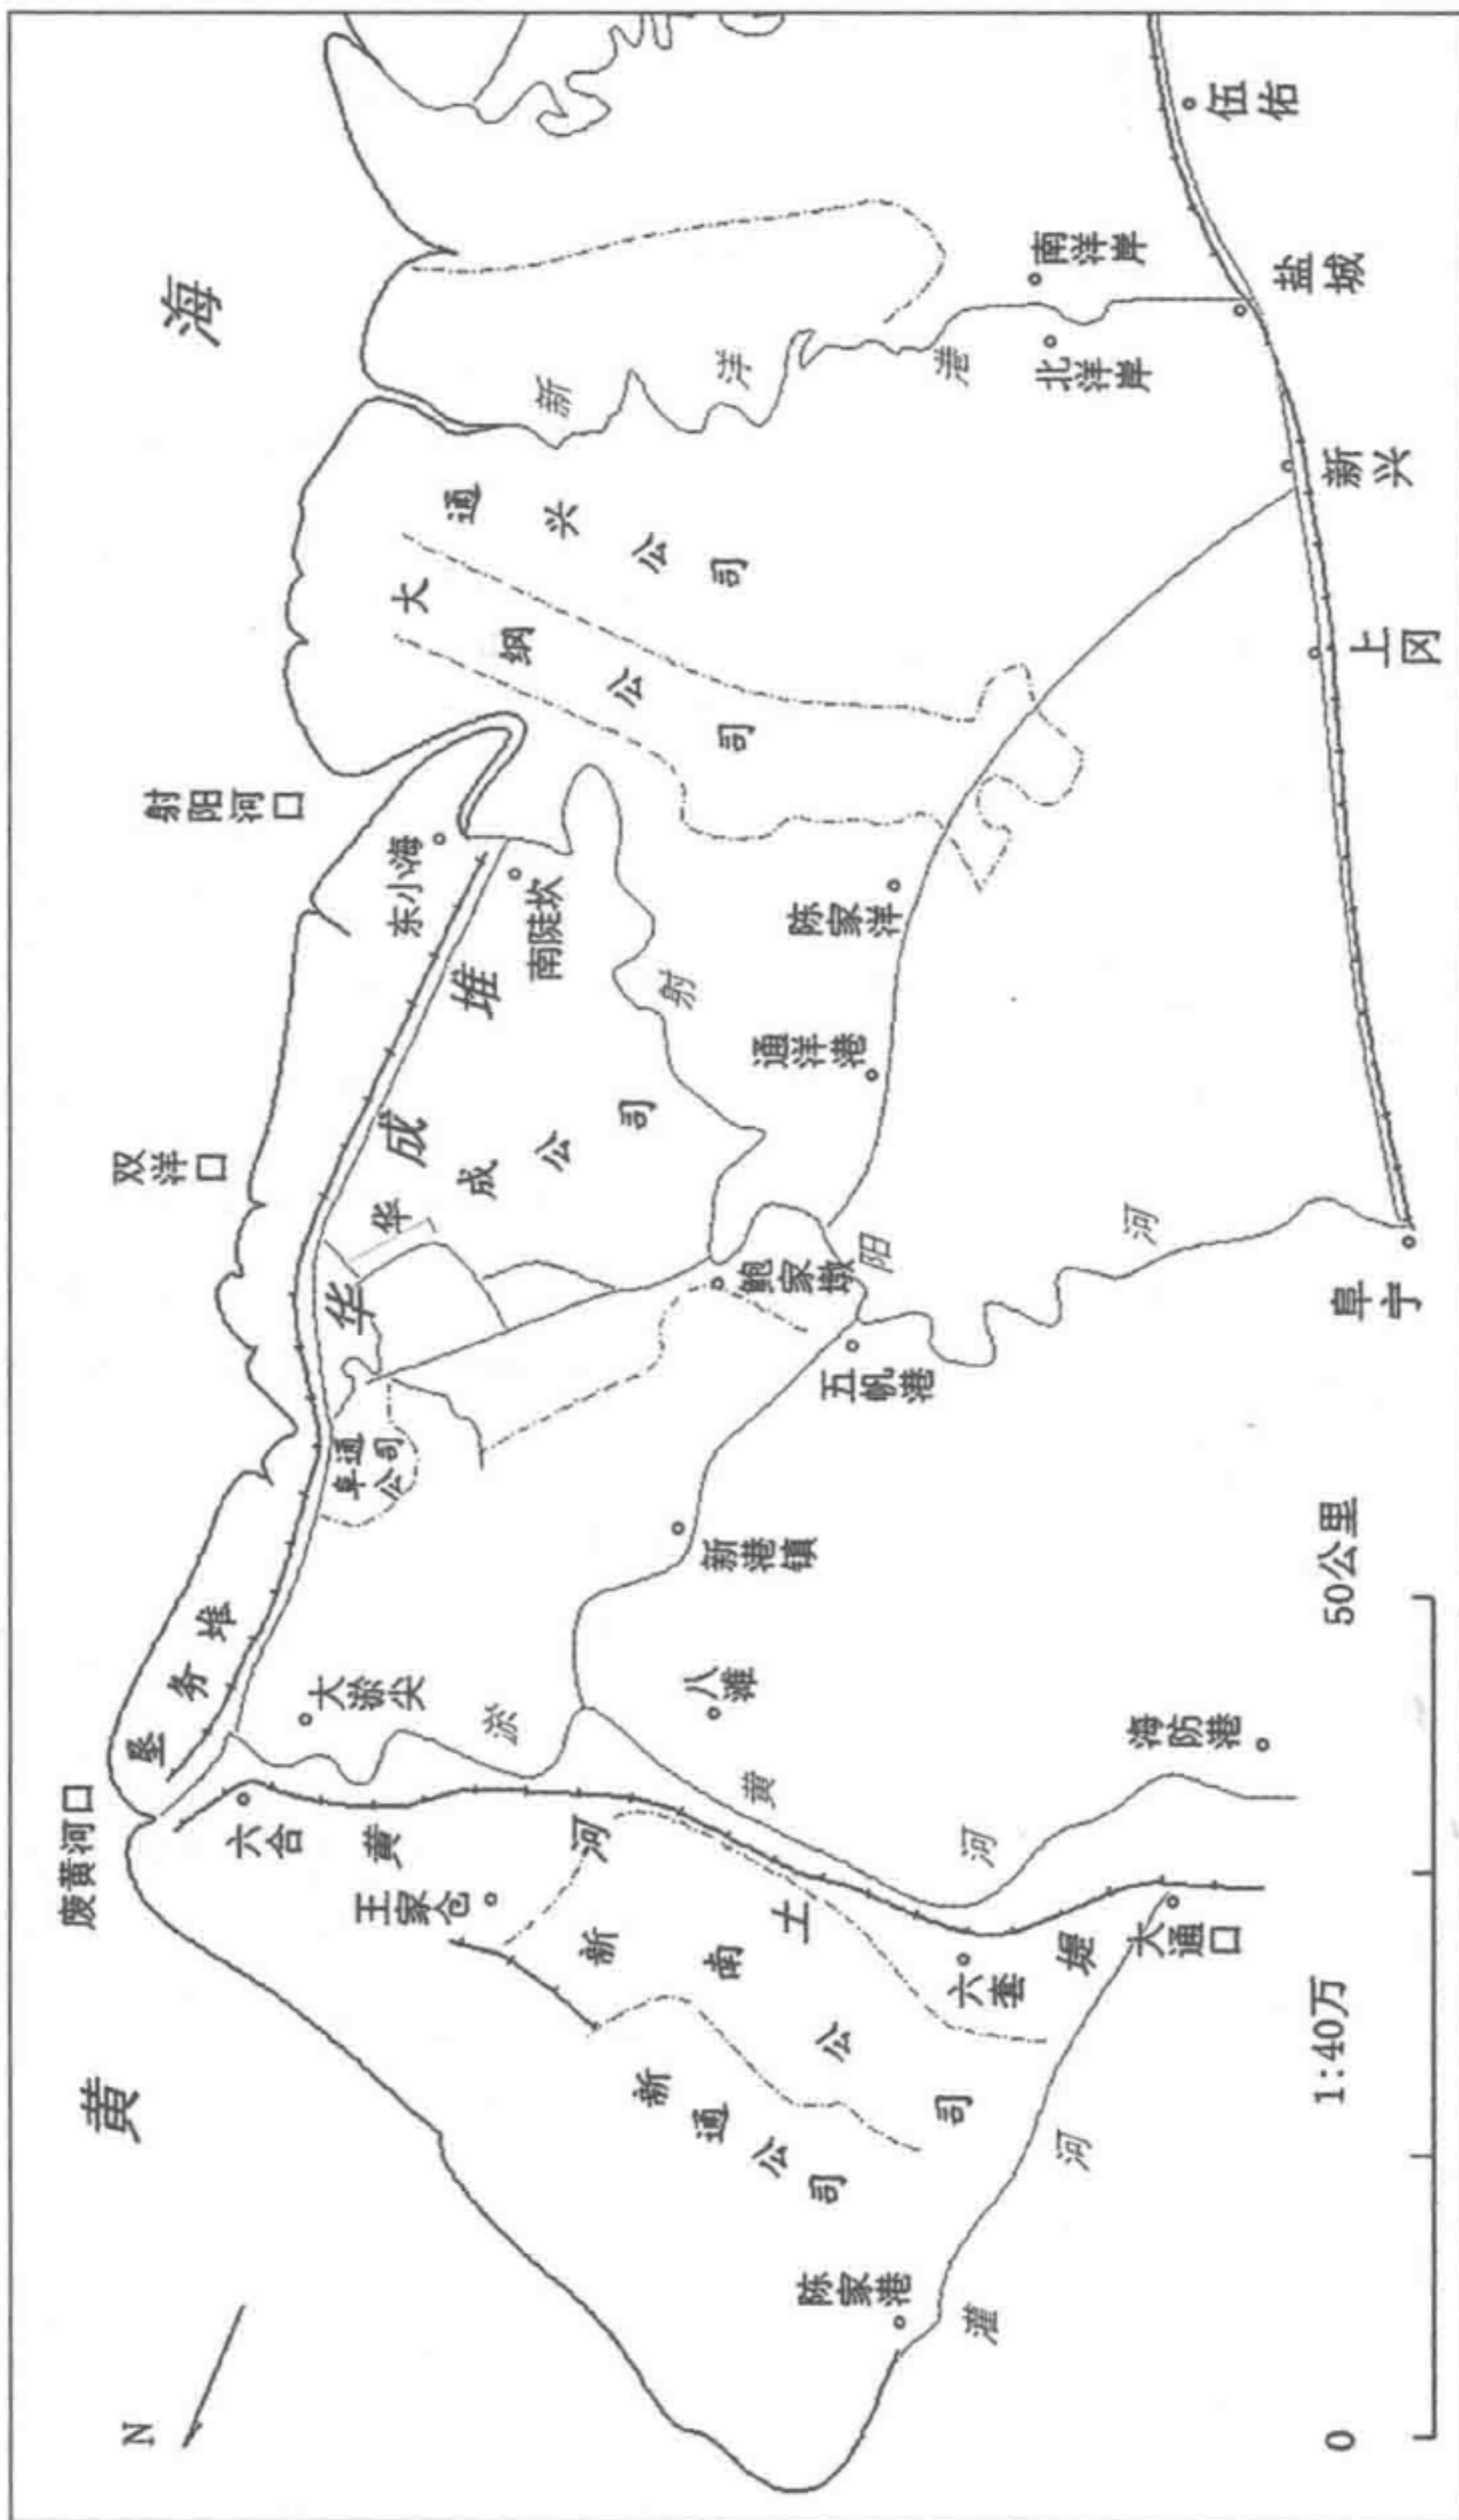 黄海
废黄河口
双洋口
射阳河口
N
垦务堆
六合
大淤尖
王家仓
黄河土堤
淤黄河
新南公司
新通公司
陈家港
灌河
六套
大通口
海防港
八滩
新港镇
阜通公司
华成堆
华成公司
东小海
南陡坎
大纲公司
通兴公司
新洋港
射阳河
鲍家墩
五帆港
通洋港
陈家洋
南洋岸
北洋岸
阜宁
上冈
新兴
盐城
伍佑
1:40万
0
50公里